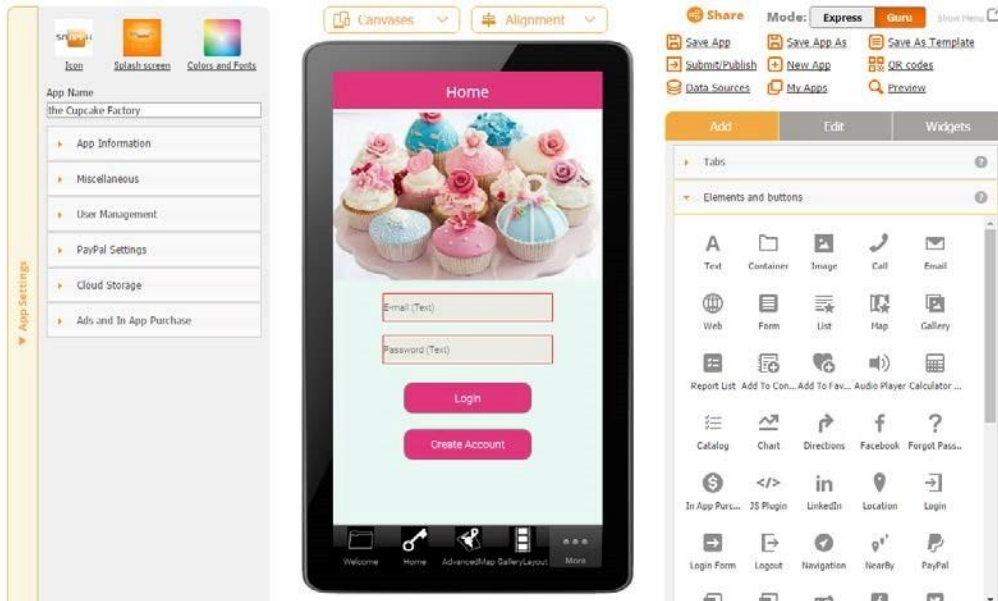 Icon
Splash screen
Colors and Fonts
App Name
the Cupcake Factory
App Information
Miscellaneous
User Management
PayPal Settings
Cloud Storage
Ads and In App Purchase
App Settings
Canvases
Alignment
Home
E-mail (Text)
Password (Text)
Login
Create Account
Welcome Home AdvancedMap GalleryLayout More
Share Mode: Express Guru Show Menu
Save App Save App As Save As Template
Submit/Publish New App QR codes
Data Sources My Apps Preview
Add Edit Widgets
Tabs
Elements and buttons
Text Container Image Call Email
Web Form List Map Gallery
Report List Add To Con... Add To Fav... Audio Player Calculator ...
Catalog Chart Directions Facebook Forgot Pass..
In App Purc... JS Plugin LinkedIn Location Login
Login Form Logout Navigation NearBy PayPal